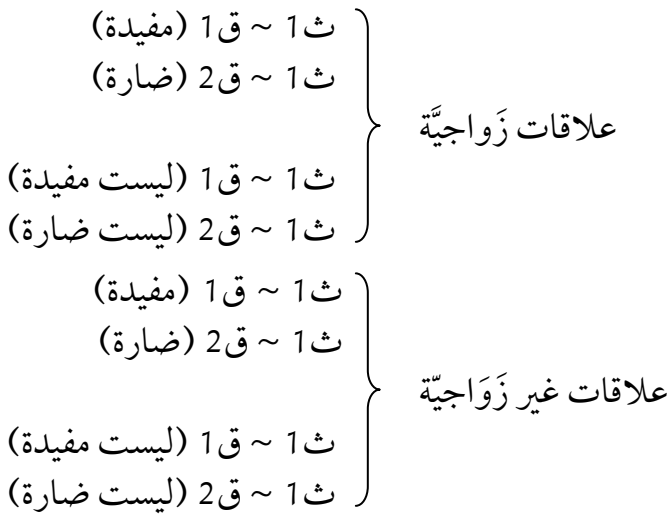 علاقات زَواجيَّة
ث1 ~ ق1 (مفيدة)
ث1 ~ ق2 (ضارة)
ث1 ~ ق1 (ليست مفيدة)
ث1 ~ ق2 (ليست ضارة)
علاقات غير زَوَاجيّة
ث1 ~ ق1 (مفيدة)
ث1 ~ ق2 (ضارة)
ث1 ~ ق1 (ليست مفيدة)
ث1 ~ ق2 (ليست ضارة)